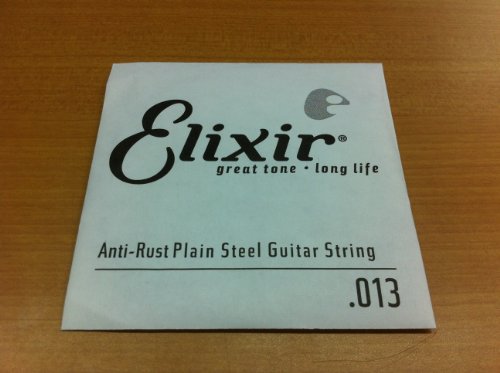 Elixir®
great tone • long life
Anti-Rust Plain Steel Guitar String
.013